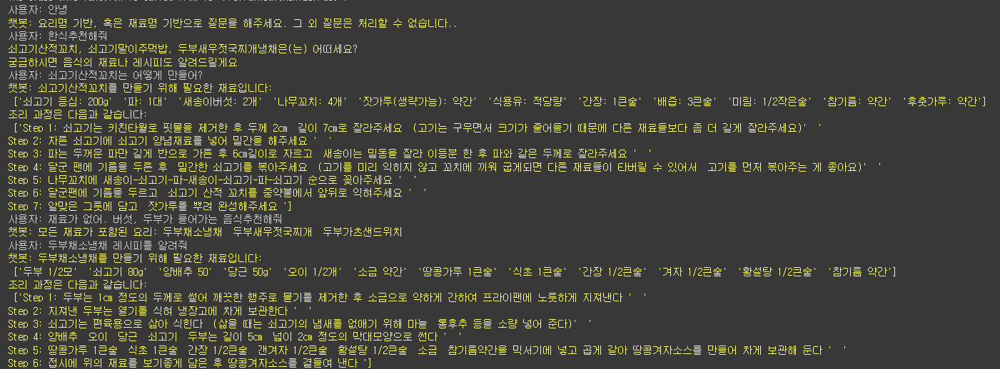 사용자: 안녕
챗봇: 요리명 기반, 혹은 재료명 기반으로 질문을 해주세요. 그 외 질문은 처리할 수 없습니다..
사용자: 한식추천해줘
쇠고기산적꼬치, 쇠고기말이주먹밥, 두부새우젓국찌개냉채은(는) 어떠세요?
궁금하시면 음식의 재료나 레시피도 알려드릴게요
사용자: 쇠고기산적꼬치는 어떻게 만들어?
챗봇: 쇠고기산적꼬치를 만들기 위해 필요한 재료입니다:
['쇠고기 등심: 200g'  '파: 1대'  '새송이버섯: 2개'  '나무꼬치: 4개'  '잣가루(생략가능): 약간'  '식용유: 적당량'  '간장: 1큰술'  '배즙: 3큰술'  '미림: 1/2작은술'  '참기름: 약간'  '후춧가루: 약간']
조리 과정은 다음과 같습니다:
['Step 1: 쇠고기는 키친타월로 핏물을 제거한 후 두께 2cm  길이 7cm로 잘라주세요  (고기는 구우면서 크기가 줄어들기 때문에 다른 재료들보다 좀 더 길게 잘라주세요)'  '
Step 2: 자른 쇠고기에 쇠고기 양념재료를 넣어 밑간을 해주세요 '  '
Step 3: 파는 두꺼운 파만 길게 반으로 가른 후 6cm길이로 자르고  새송이는 밑동을 잘라 이등분 한 후 파와 같은 두께로 잘라주세요 '  '
Step 4: 달군 팬에 기름을 두른 후  밑간한 쇠고기를 볶아주세요  (고기를 미리 익히지 않고 꼬치에 끼워 굽게되면 다른 재료들이 타버릴 수 있어서  고기를 먼저 볶아주는 게 좋아요)'  '
Step 5: 나무꼬치에 새송이-쇠고기-파-새송이-쇠고기-파-쇠고기 순으로 꽂아주세요 '  '
Step 6: 달군팬에 기름을 두르고  쇠고기 산적 꼬치를 중약불에서 앞뒤로 익혀주세요 '  '
Step 7: 알맞은 그릇에 담고  잣가루를 뿌려 완성해주세요 ']
사용자: 재료가 없어. 버섯, 두부가 들어가는 음식추천해줘
챗봇: 모든 재료가 포함된 요리: 두부채소냉채  두부새우젓국찌개  두부가츠샌드위치
사용자: 두부채소냉채 레시피를 알려줘
챗봇: 두부채소냉채를 만들기 위해 필요한 재료입니다:
['두부 1/2모'  '쇠고기 80g'  '양배추 50'  '당근 50g'  '오이 1/2개'  '소금 약간'  '땅콩가루 1큰술'  '식초 1큰술'  '간장 1/2큰술'  '겨자 1/2큰술'  '황설탕 1/2큰술'  '참기름 약간']
조리 과정은 다음과 같습니다:
['Step 1: 두부는 1cm 정도의 두께로 썰어 깨끗한 행주로 물기를 제거한 후 소금으로 약하게 간하여 프라이팬에 노릇하게 지져낸다 '  '
Step 2: 지져낸 두부는 열기를 식혀 냉장고에 차게 보관한다 '  '
Step 3: 쇠고기는 편육용으로 삶아 식힌다  (삶을 때는 쇠고기의 냄새를 없애기 위해 마늘  통후추 등을 소량 넣어 준다)'  '
Step 4: 양배추  오이  당근  쇠고기  두부는 길이 5cm  넓이 2cm 정도의 막대모양으로 썬다 '  '
Step 5: 땅콩가루 1큰술  식초 1큰술  간장 1/2큰술  갠겨자 1/2큰술  황설탕 1/2큰술  소금  참기름약간을 믹서기에 넣고 곱게 갈아 땅콩겨자소스를 만들어 차게 보관해 둔다 '  '
Step 6: 접시에 위의 재료를 보기좋게 담은 후 땅콩겨자소스를 곁들여 낸다 ']